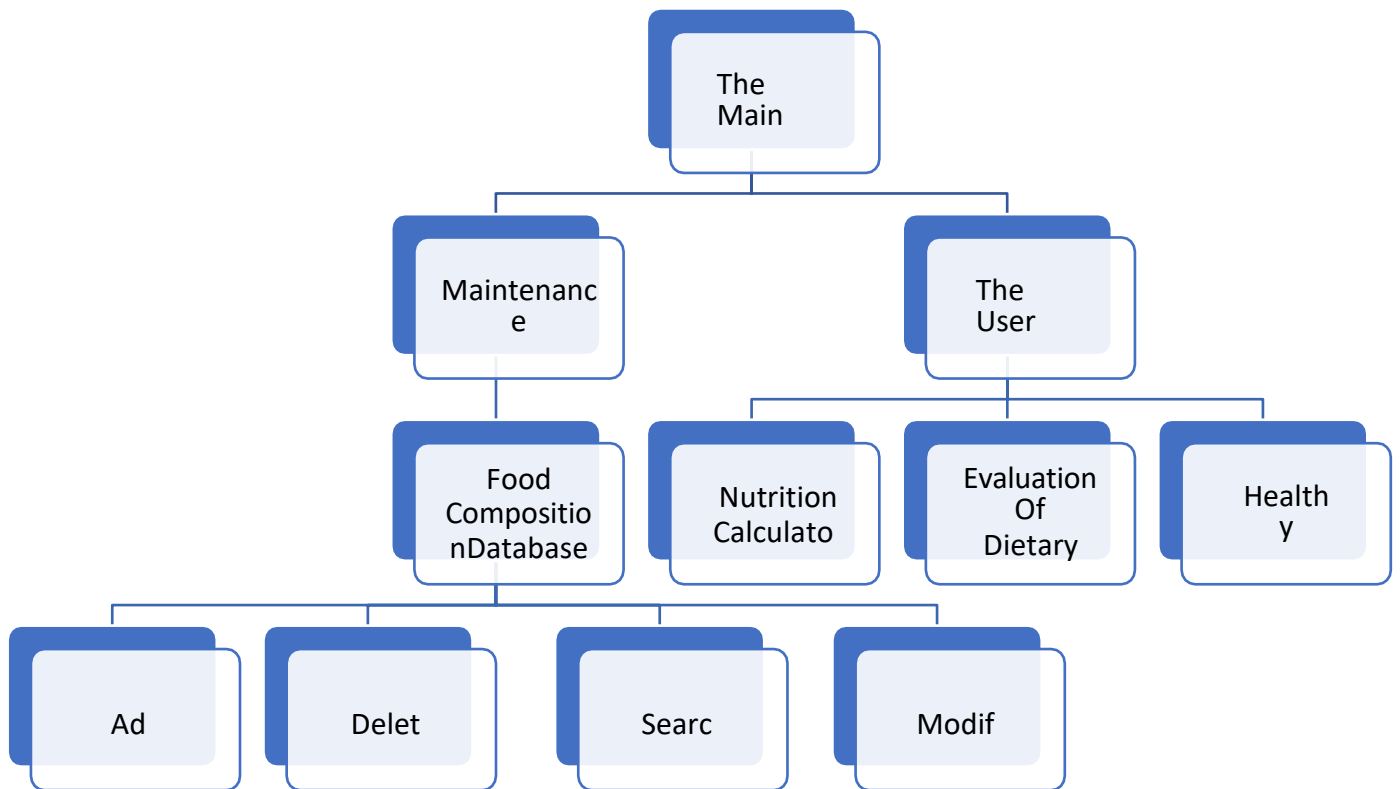 The
Main
Maintenanc
e
The
User
Food
Compositio
nDatabase
Nutrition
Calculato
Evaluation
Of
Dietary
Health
y
Ad
Delet
Searc
Modif